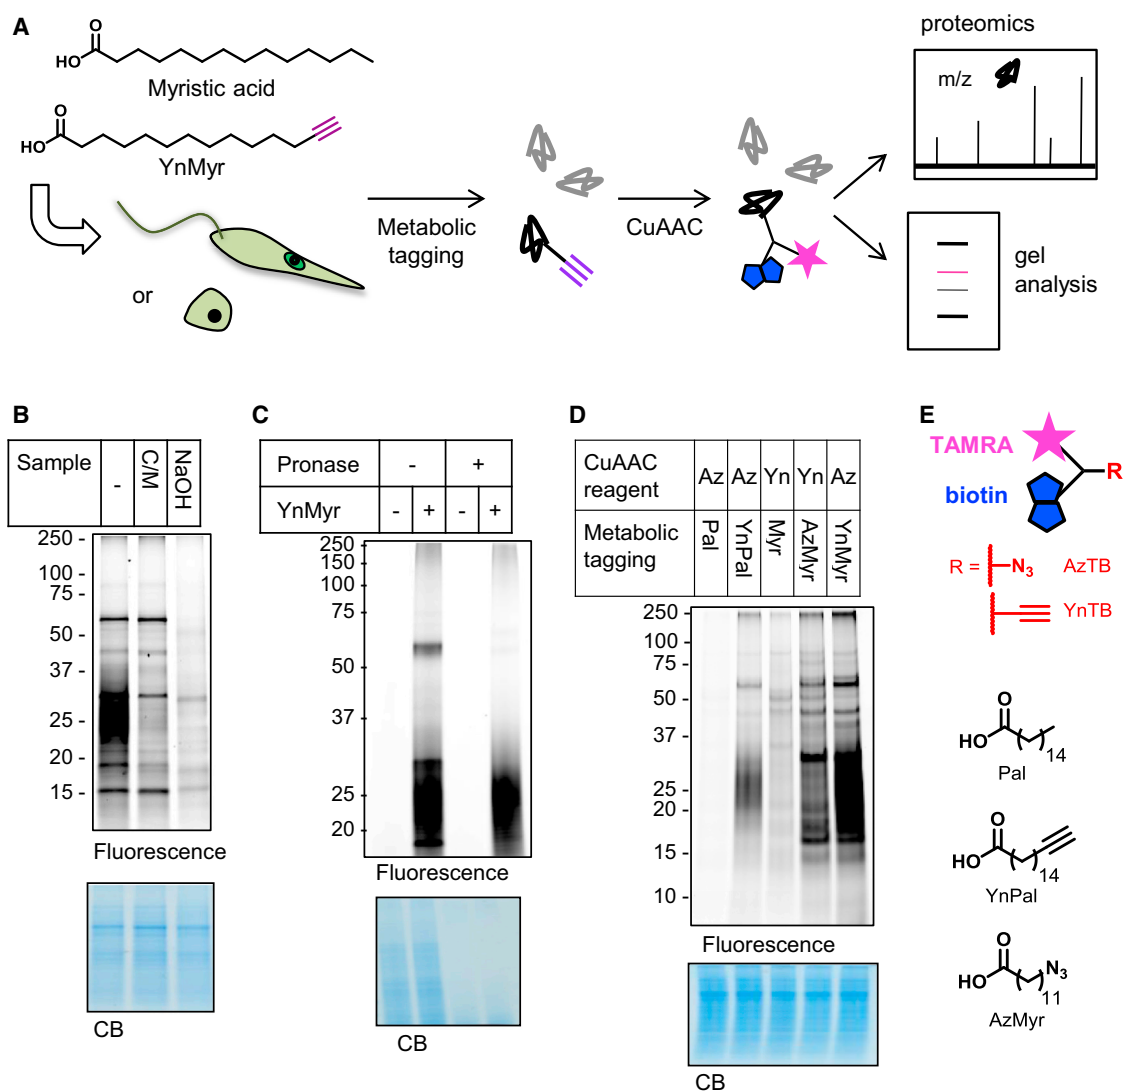 A
O
HO
Myristic acid
O
HO
YnMyr
or
Metabolic
tagging
CuAAC
proteomics
m/z
gel
analysis
B
Sample
-
C/M
NaOH
250 -
100 -
75 -
50 -
37 -
25 -
20 -
15 -
Fluorescence
CB
C
Pronase
-
+
YnMyr
-
+
-
+
250
150
100
75
50
37
25
20
Fluorescence
CB
D
CuAAC
reagent
Az
Az
Yn
Yn
Az
Metabolic
tagging
Pal
YnPal
Myr
AzMyr
YnMyr
250 -
100 -
75 -
50 -
37 -
25 -
20 -
15 -
10 -
Fluorescence
CB
E
TAMRA
biotin
R
R =
N3
AzTB
YnTB
O
HO
14
Pal
O
HO
14
YnPal
O
HO
N3
11
AzMyr